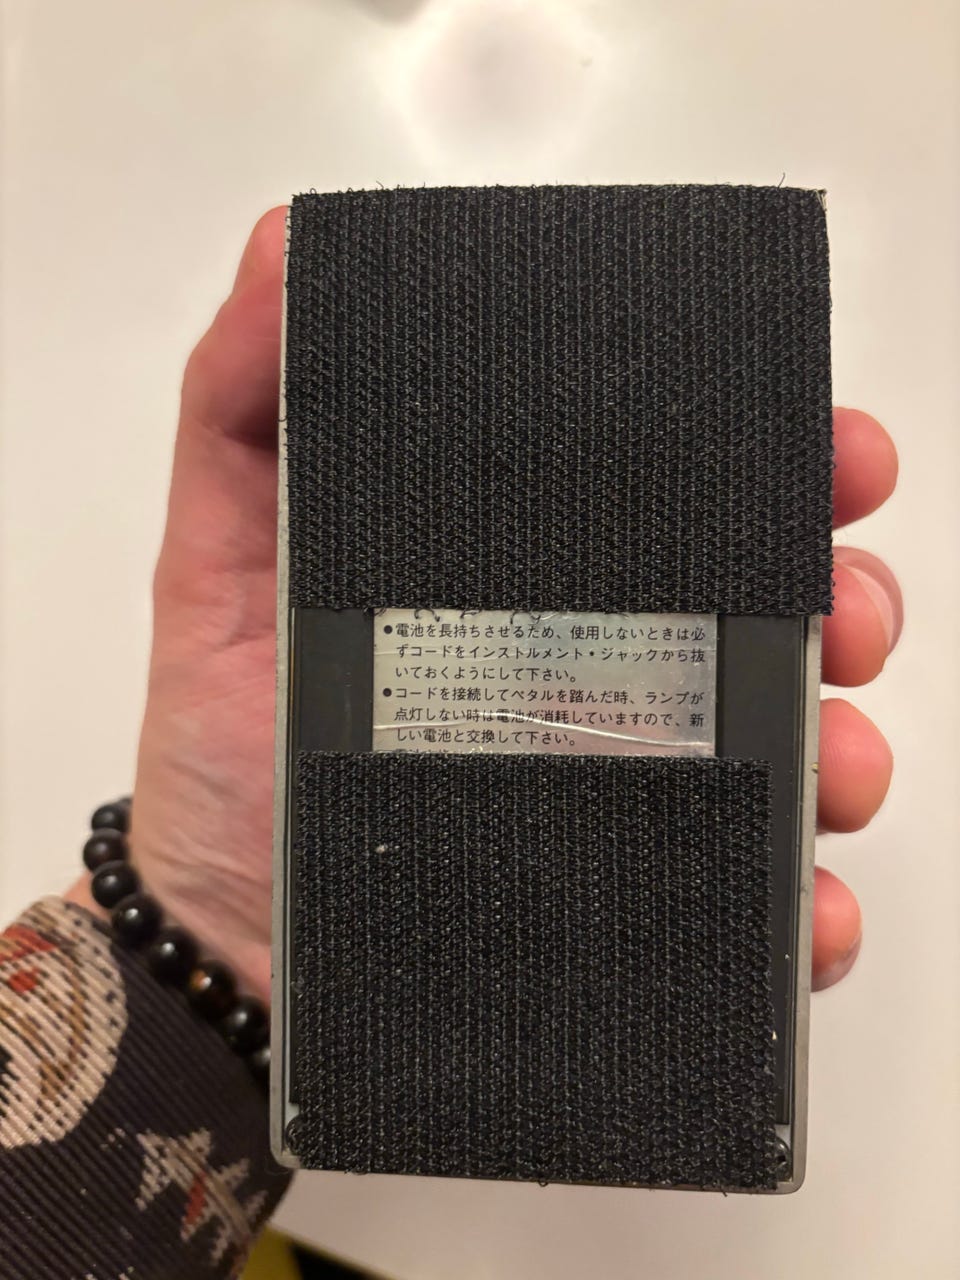 ●電池を長持ちさせるため、使用しないときは必
ずコードをインストルメント・ジャックから抜
いておくようにして下さい。
●コードを接続してペタルを踏んだ時、ランプが
点灯しない時は電池が消耗していますので、新
しい電池と交換して下さい。